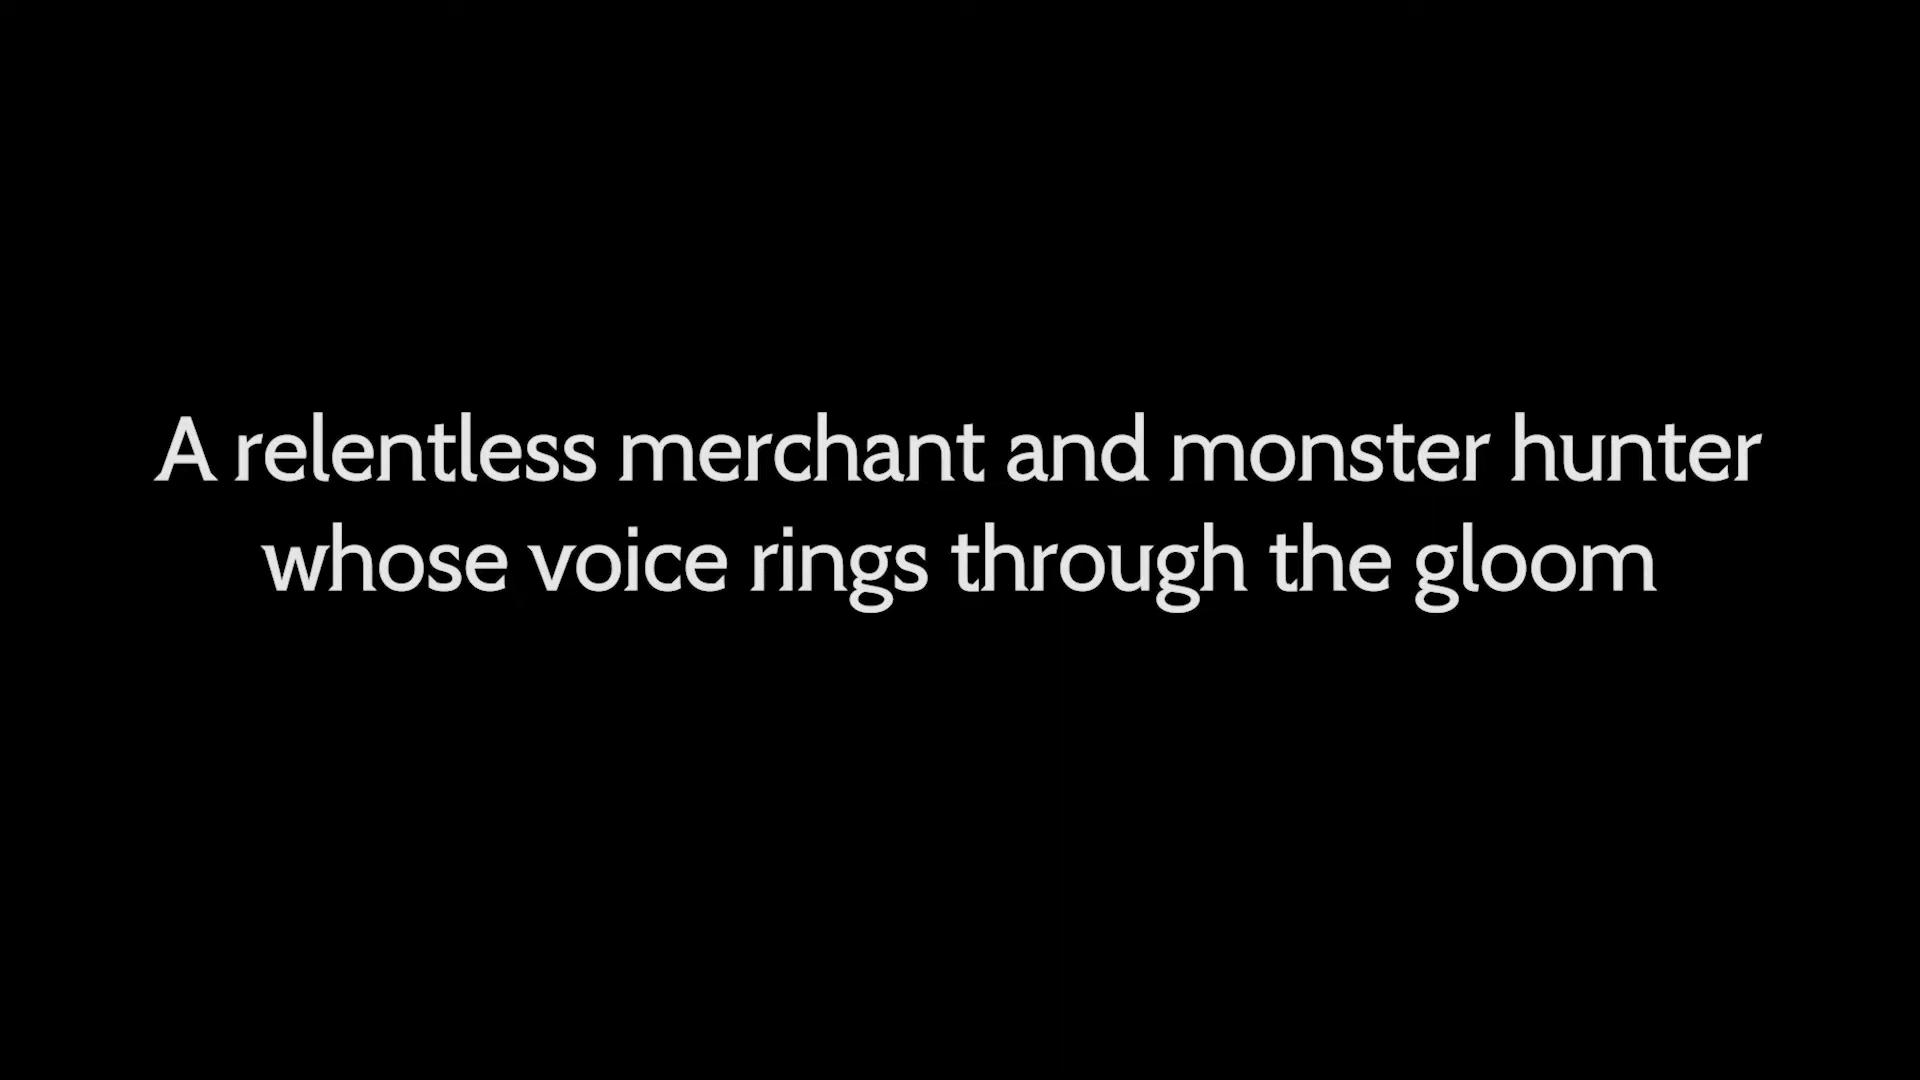 A relentless merchant and monster hunter
whose voice rings through the gloom